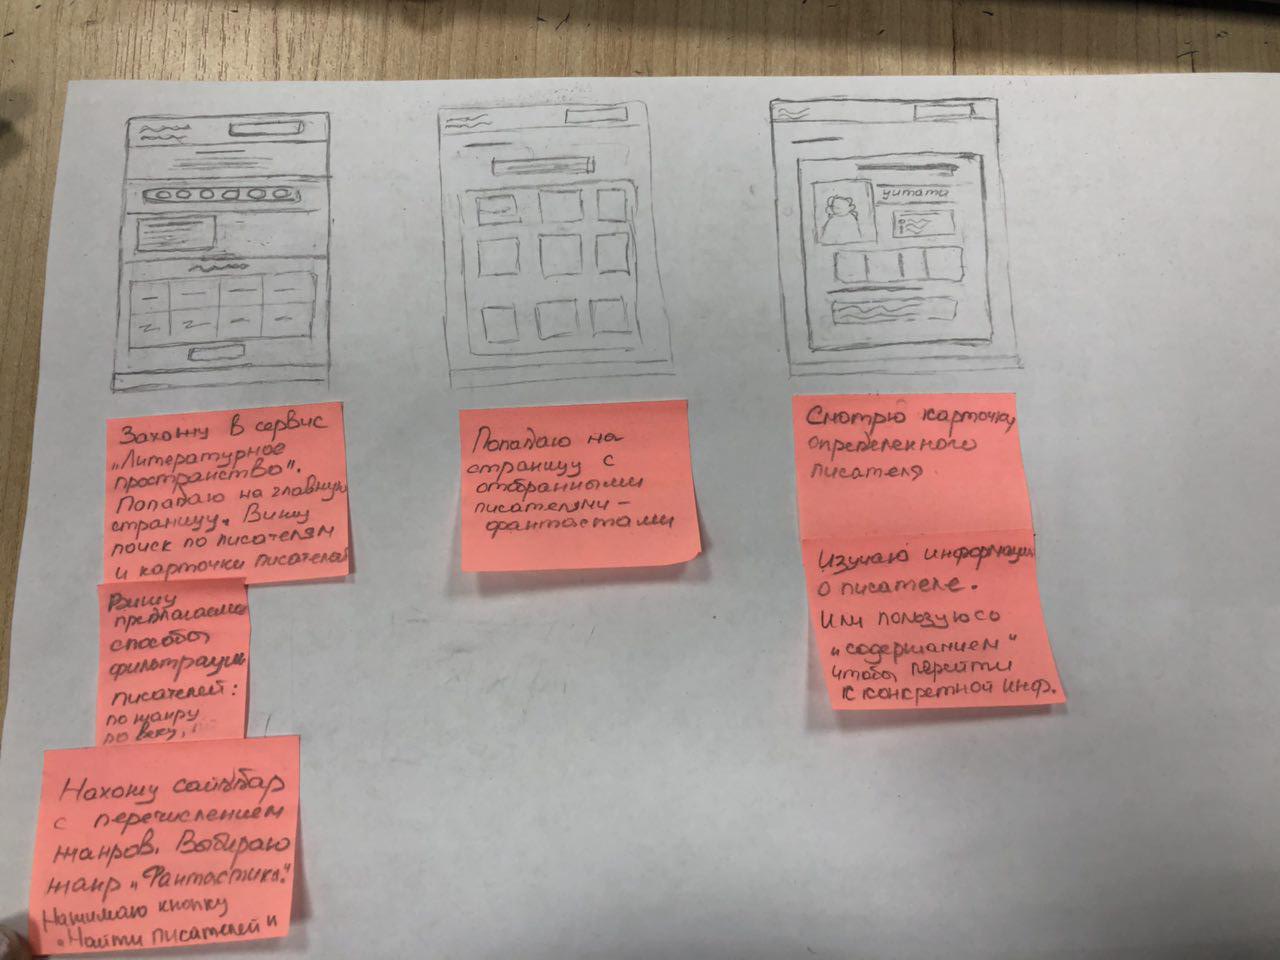 цитаты
Захожу в сервис
„Литературное
пространство".
Попадаю на главную
страницу. Вижу
поиск по писателям
и карточки писателей
Вижу
предлагаемые
способы
фильтрации
писателей:
по жанру
по веку,
Нахожу сайдбар
с перечислением
жанров. Выбираю
жанр „Фантастика."
Нажимаю кнопку
„Найти писателей"
Попадаю на
страницу с
отобранными
писателями-
фантастами
Смотрю карточку
определенного
писателя
Изучаю информацию
о писателе.
Или пользуюсь
„содержанием"
чтобы перейти
к конкретной инф.